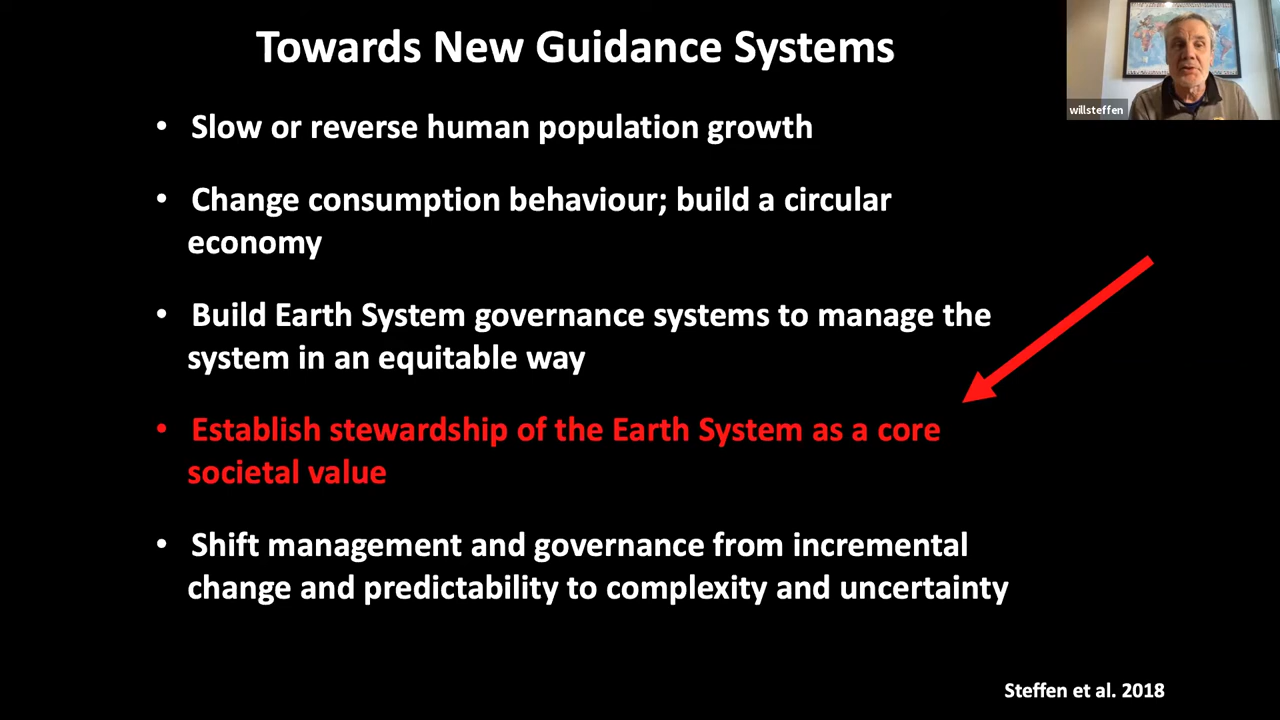 Towards New Guidance Systems
willsteffen
• Slow or reverse human population growth
• Change consumption behaviour; build a circular
economy
• Build Earth System governance systems to manage the
system in an equitable way
• Establish stewardship of the Earth System as a core
societal value
• Shift management and governance from incremental
change and predictability to complexity and uncertainty
Steffen et al. 2018